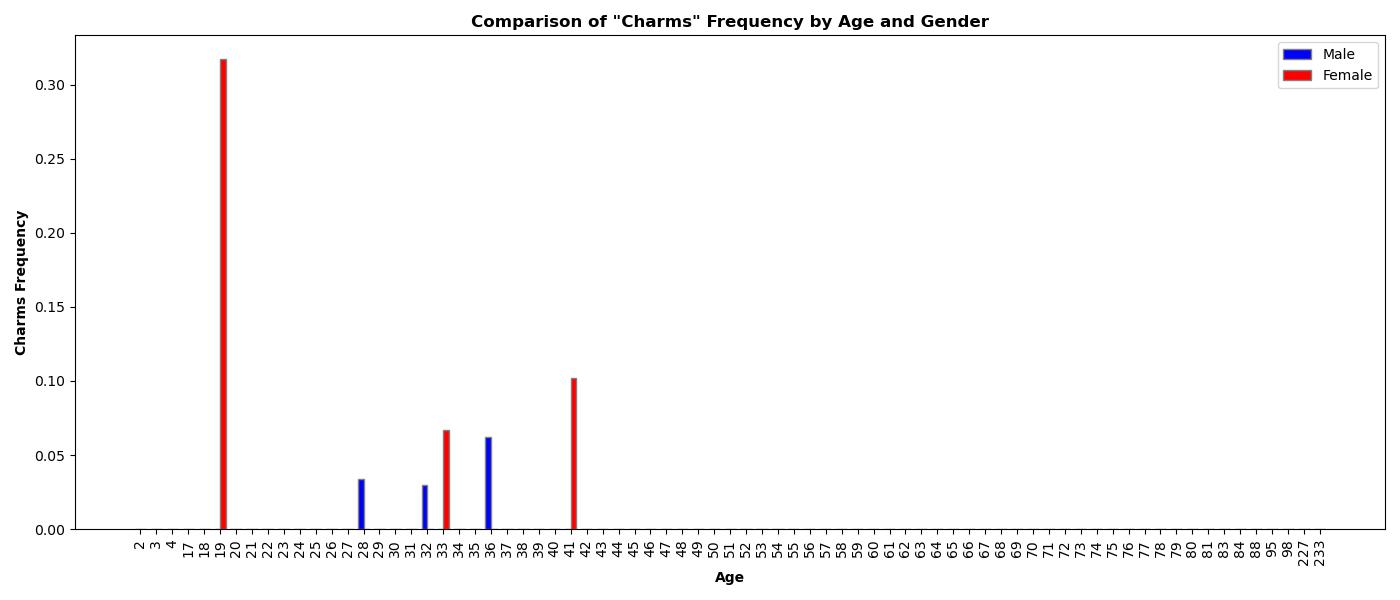 Comparison of "Charms" Frequency by Age and Gender
Male
Female
Charms Frequency
0.30
0.25
0.20
0.15
0.10
0.05
0.00
2 3 4 17 18 19 20 21 22 23 24 25 26 27 28 29 30 31 32 33 34 35 36 37 38 39 40 41 42 43 44 45 46 47 48 49 50 51 52 53 54 55 56 57 58 59 60 61 62 63 64 65 66 67 68 69 70 71 72 73 74 75 76 77 78 79 80 81 83 84 88 95 98 227 233
Age